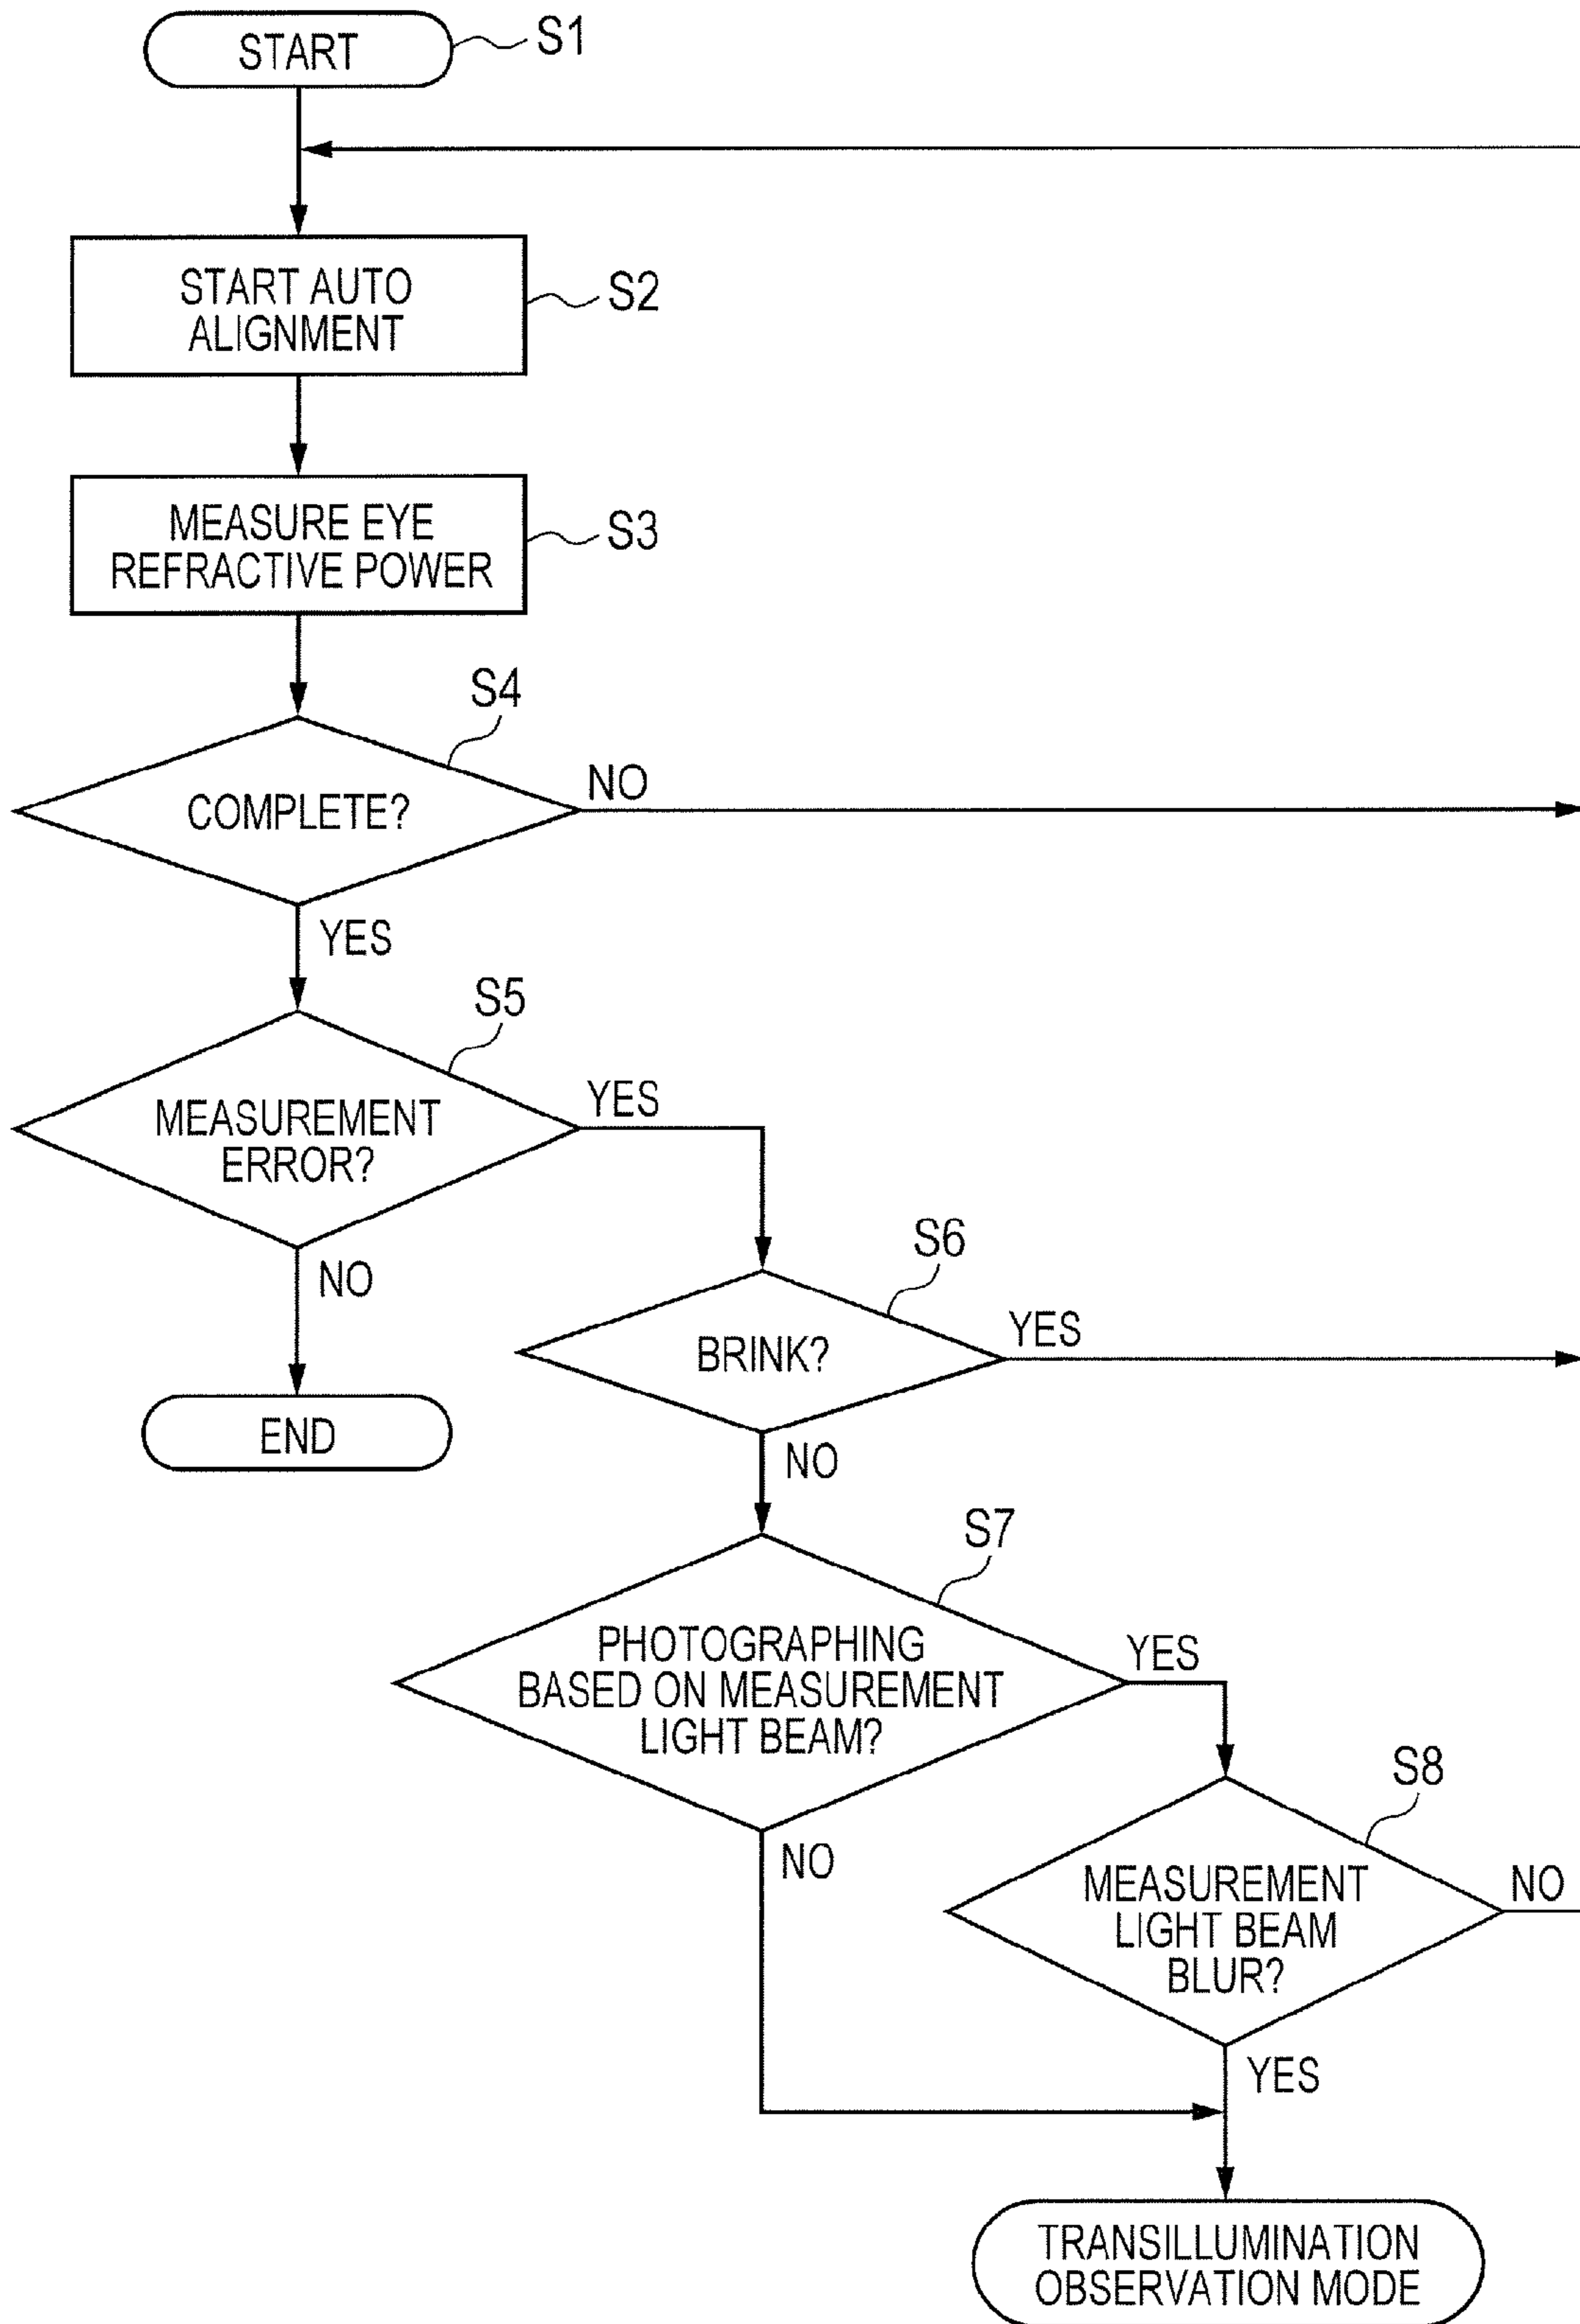 START
S1
START AUTO
ALIGNMENT
S2
MEASURE EYE
REFRACTIVE POWER
S3
S4
COMPLETE?
NO
YES
S5
MEASUREMENT
ERROR?
YES
NO
S6
BRINK?
YES
END
NO
S7
PHOTOGRAPHING
BASED ON MEASUREMENT
LIGHT BEAM?
YES
NO
S8
MEASUREMENT
LIGHT BEAM
BLUR?
NO
YES
TRANSILLUMINATION
OBSERVATION MODE